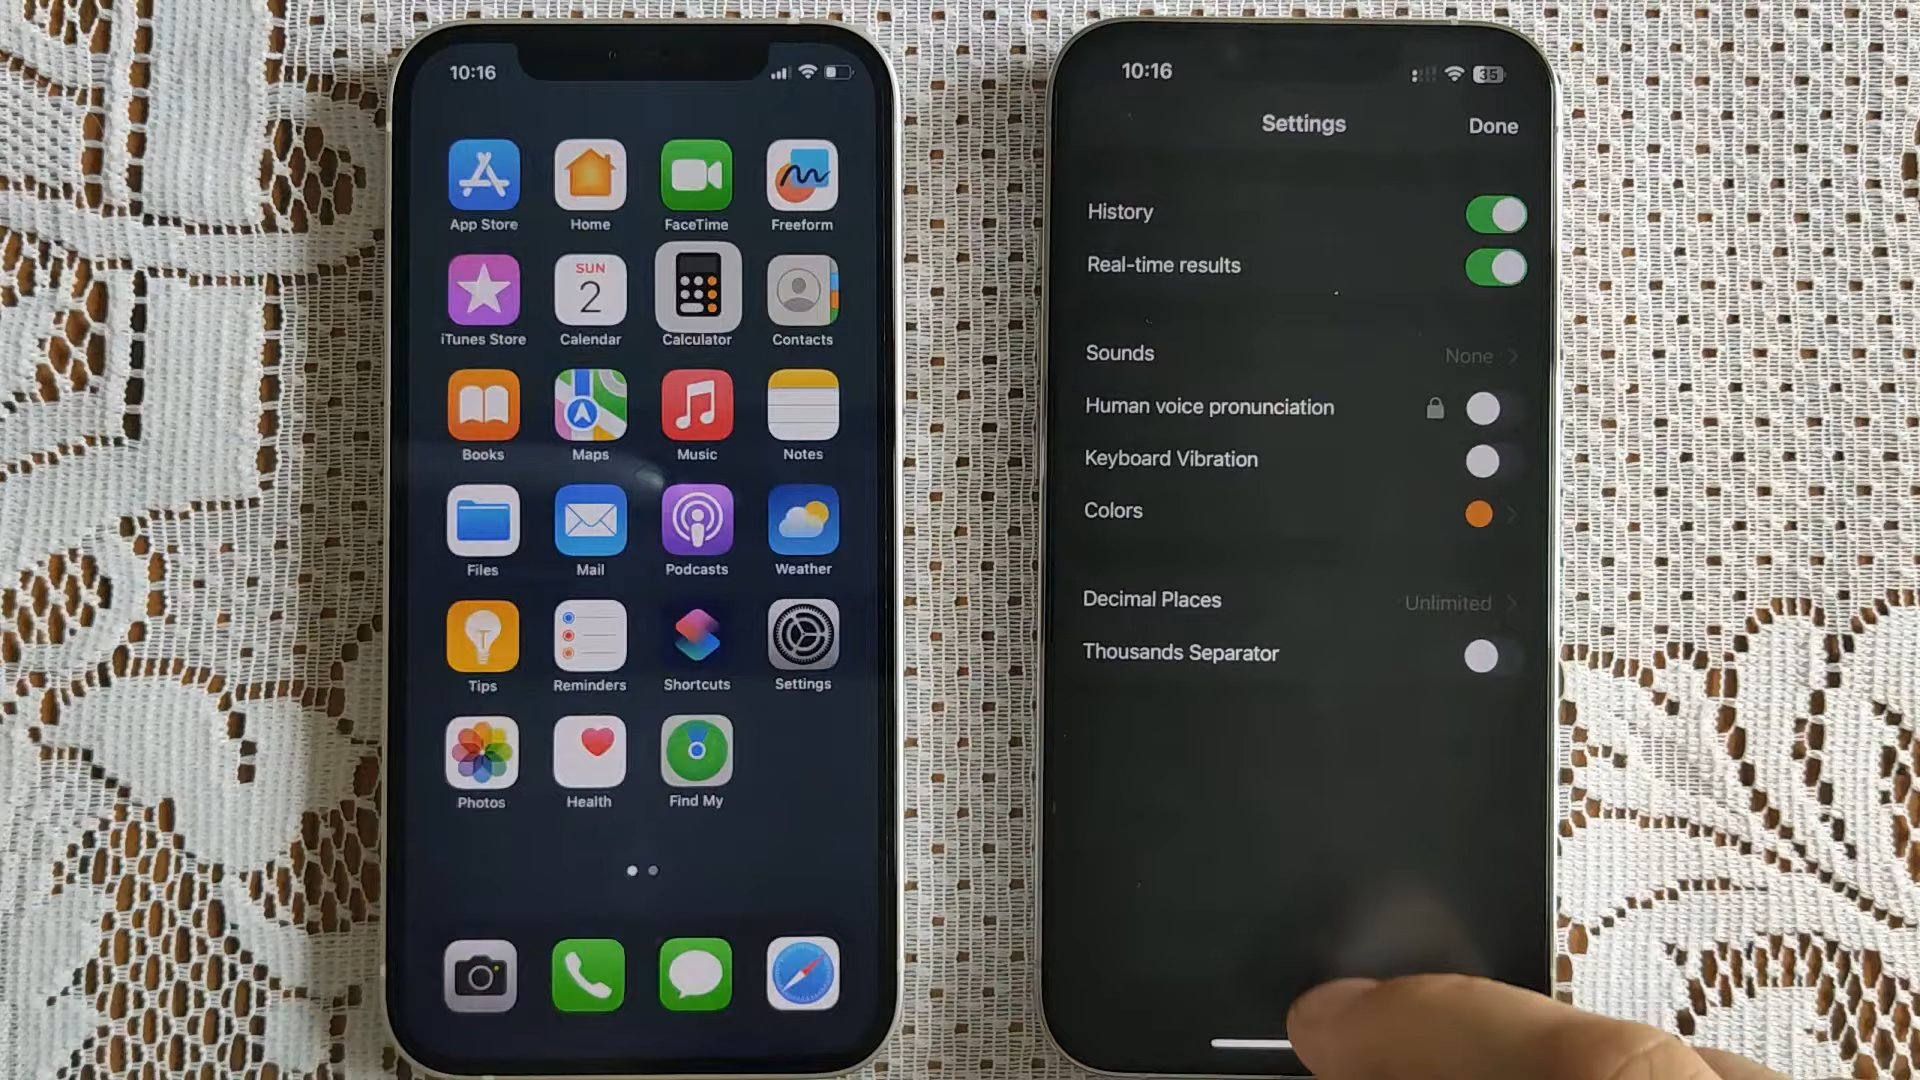 10:16
App Store
Home
FaceTime
Freeform
iTunes Store
SUN
2
Calendar
Calculator
Contacts
Books
Maps
Music
Notes
Files
Mail
Podcasts
Weather
Tips
Reminders
Shortcuts
Settings
Photos
Health
Find My
10:16
35
Settings
Done
History
Real-time results
Sounds
None
Human voice pronunciation
Keyboard Vibration
Colors
Decimal Places
Unlimited
Thousands Separator